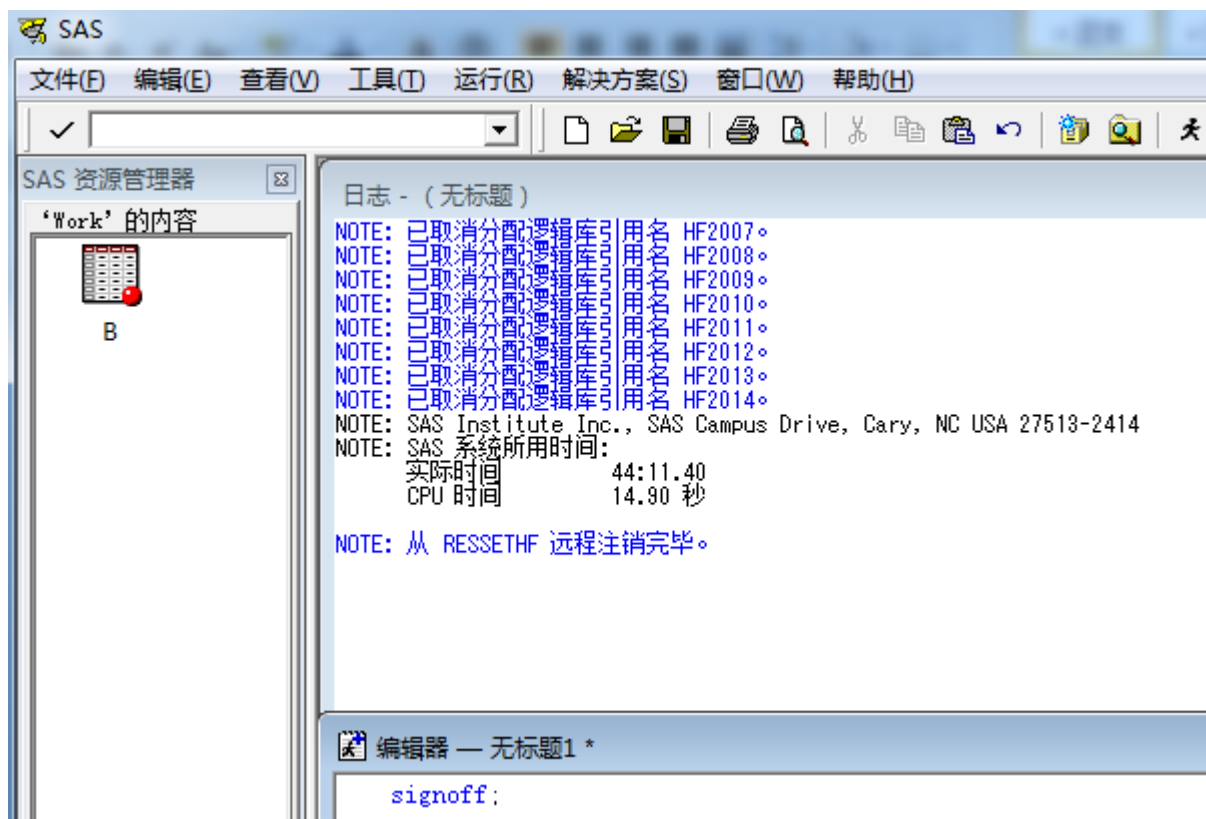 SAS
文件(F) 编辑(E) 查看(V) 工具(T) 运行(R) 解决方案(S) 窗口(W) 帮助(H)
SAS 资源管理器
‘Work’的内容
B
日志 - (无标题)
NOTE: 已取消分配逻辑库引用名 HF2007。
NOTE: 已取消分配逻辑库引用名 HF2008。
NOTE: 已取消分配逻辑库引用名 HF2009。
NOTE: 已取消分配逻辑库引用名 HF2010。
NOTE: 已取消分配逻辑库引用名 HF2011。
NOTE: 已取消分配逻辑库引用名 HF2012。
NOTE: 已取消分配逻辑库引用名 HF2013。
NOTE: 已取消分配逻辑库引用名 HF2014。
NOTE: SAS Institute Inc., SAS Campus Drive, Cary, NC USA 27513-2414
NOTE: SAS 系统所用时间:
实际时间 44:11.40
CPU 时间 14.90 秒
NOTE: 从 RESSETHF 远程注销完毕。
编辑器 — 无标题1 *
signoff;